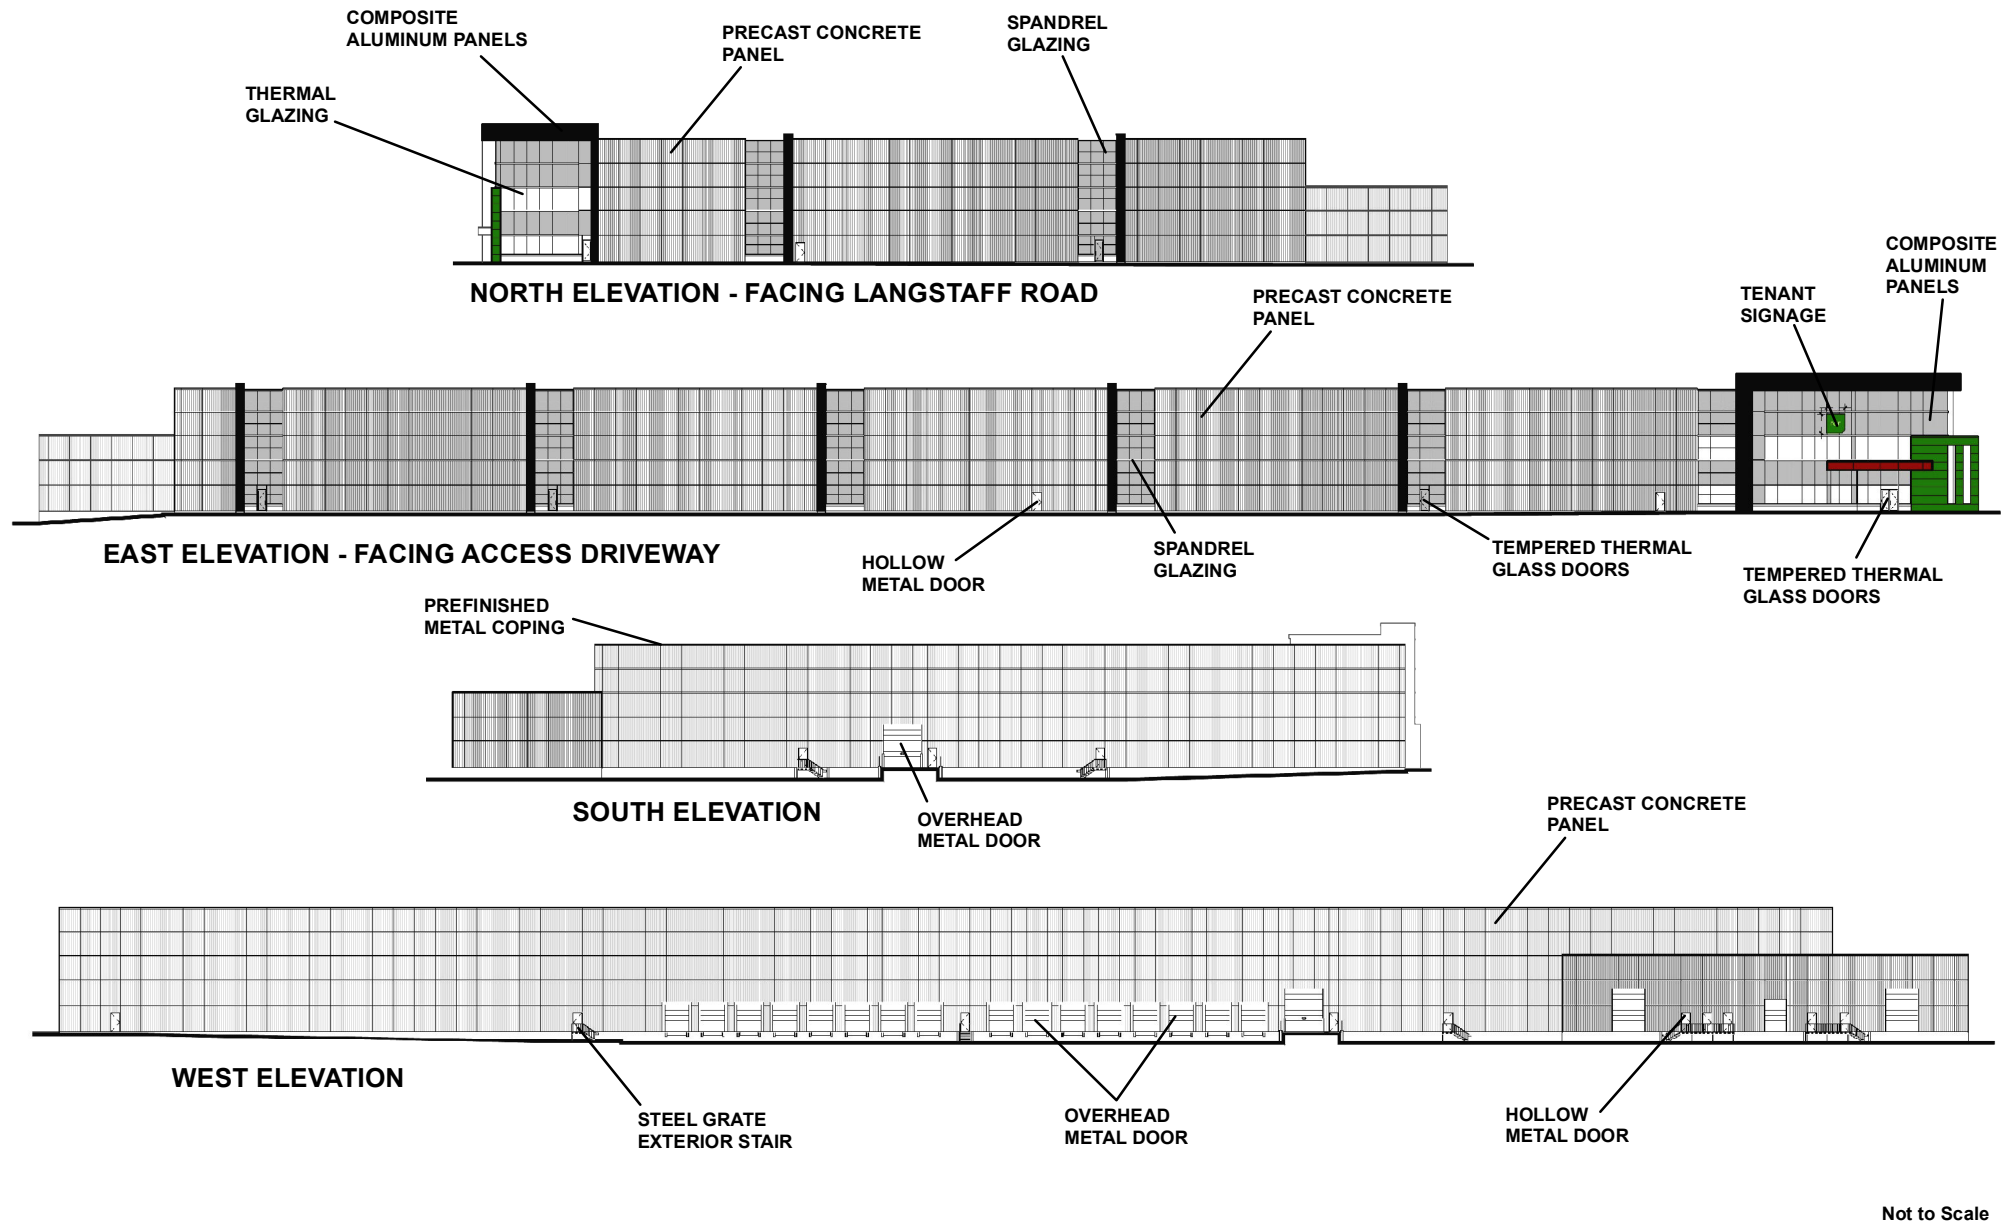 COMPOSITE
ALUMINUM PANELS
PRECAST CONCRETE
PANEL
SPANDREL
GLAZING
THERMAL
GLAZING
NORTH ELEVATION - FACING LANGSTAFF ROAD
PRECAST CONCRETE
PANEL
TENANT
SIGNAGE
COMPOSITE
ALUMINUM
PANELS
EAST ELEVATION - FACING ACCESS DRIVEWAY
HOLLOW
METAL DOOR
SPANDREL
GLAZING
TEMPERED THERMAL
GLASS DOORS
TEMPERED THERMAL
GLASS DOORS
PREFINISHED
METAL COPING
SOUTH ELEVATION
OVERHEAD
METAL DOOR
PRECAST CONCRETE
PANEL
WEST ELEVATION
STEEL GRATE
EXTERIOR STAIR
OVERHEAD
METAL DOOR
HOLLOW
METAL DOOR
Not to Scale